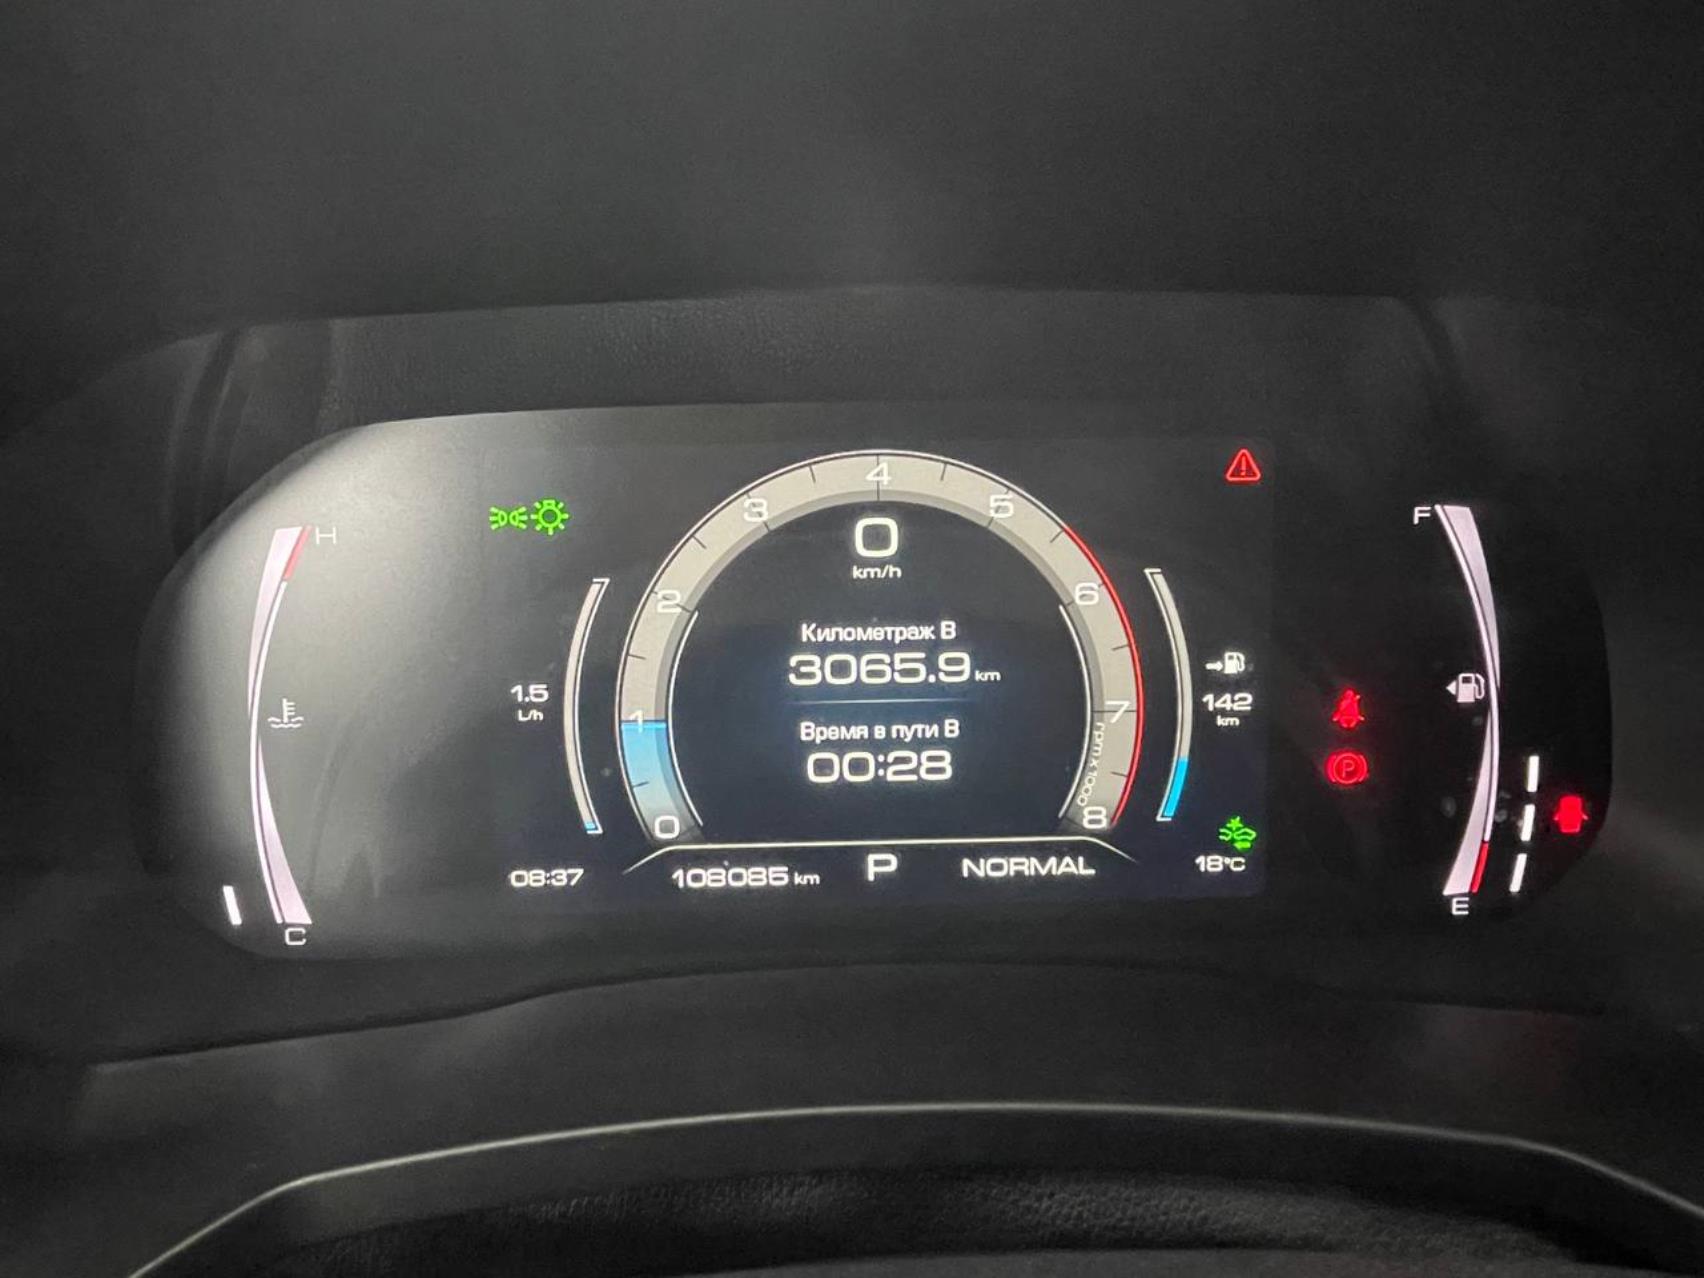 H
C
1.5
L/h
0
1
2
3
4
5
6
7
8
rpm x 1000
0
km/h
Километраж B
3065.9 km
Время в пути B
00:28
142
km
F
E
P
08:37
108085 km
P
NORMAL
18°C